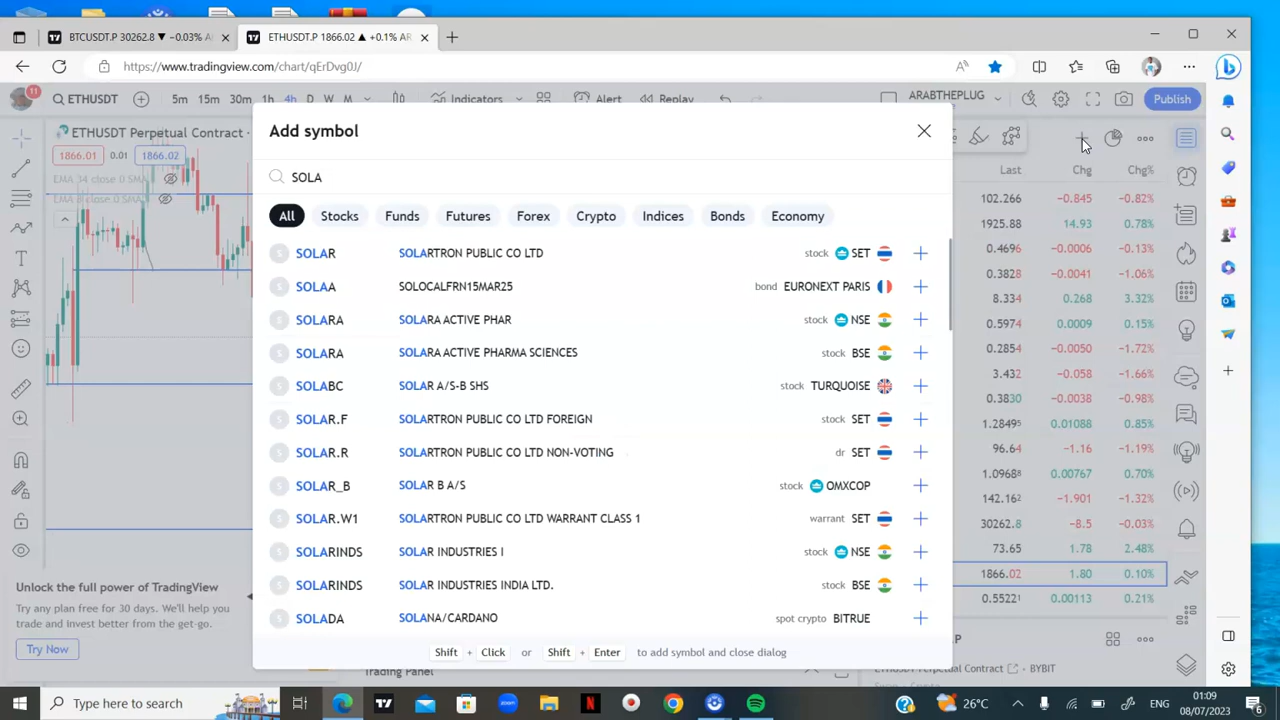 BTCUSDT.P 30262.8 ▼ −0.03%
ETHUSDT.P 1866.02 ▲ +0.1% AR
https://www.tradingview.com/chart/qErDvg0J/
11
ETHUSDT 5m 15m 30m 1h 4h D W M Indicators Alert Replay ARABTHEPLUG Publish
ETHUSDT Perpetual Contract ·
1866.01 0.01 1866.02
EMA 34 close 0 SMA
Last Chg Chg%
102.266 −0.845 −0.82%
1925.88 14.93 0.78%
0.4696 −0.0006 −0.13%
0.3828 −0.0041 −1.06%
8.334 0.268 3.32%
0.5974 0.0009 0.15%
0.2854 −0.0050 −1.72%
3.432 −0.058 −1.66%
0.3830 −0.0038 −0.98%
1.2849⁵ 0.01088 0.85%
96.64 −1.16 −1.19%
1.0968⁸ 0.00767 0.70%
142.16² −1.901 −1.32%
30262.8 −8.5 −0.03%
73.65 1.78 2.48%
1866.02 1.80 0.10%
0.5522¹ 0.00113 0.21%
Add symbol
SOLA
All Stocks Funds Futures Forex Crypto Indices Bonds Economy
SOLAR SOLARTRON PUBLIC CO LTD stock SET
SOLAA SOLOCALFRN15MAR25 bond EURONEXT PARIS
SOLARA SOLARA ACTIVE PHAR stock NSE
SOLARA SOLARA ACTIVE PHARMA SCIENCES stock BSE
SOLABC SOLAR A/S-B SHS stock TURQUOISE
SOLAR.F SOLARTRON PUBLIC CO LTD FOREIGN stock SET
SOLAR.R SOLARTRON PUBLIC CO LTD NON-VOTING dr SET
SOLAR_B SOLAR B A/S stock OMXCOP
SOLAR.W1 SOLARTRON PUBLIC CO LTD WARRANT CLASS 1 warrant SET
SOLARINDS SOLAR INDUSTRIES I stock NSE
SOLARINDS SOLAR INDUSTRIES INDIA LTD. stock BSE
SOLADA SOLANA/CARDANO spot crypto BITRUE
Shift + Click or Shift + Enter to add symbol and close dialog
Unlock the full power of TradingView
Try any plan free for 30 days. We'll help you trade and invest better from the get-go.
Try Now
Trading Panel
ETHUSDT Perpetual Contract · BYBIT
Type here to search
26°C
ENG
01:09
08/07/2023
6